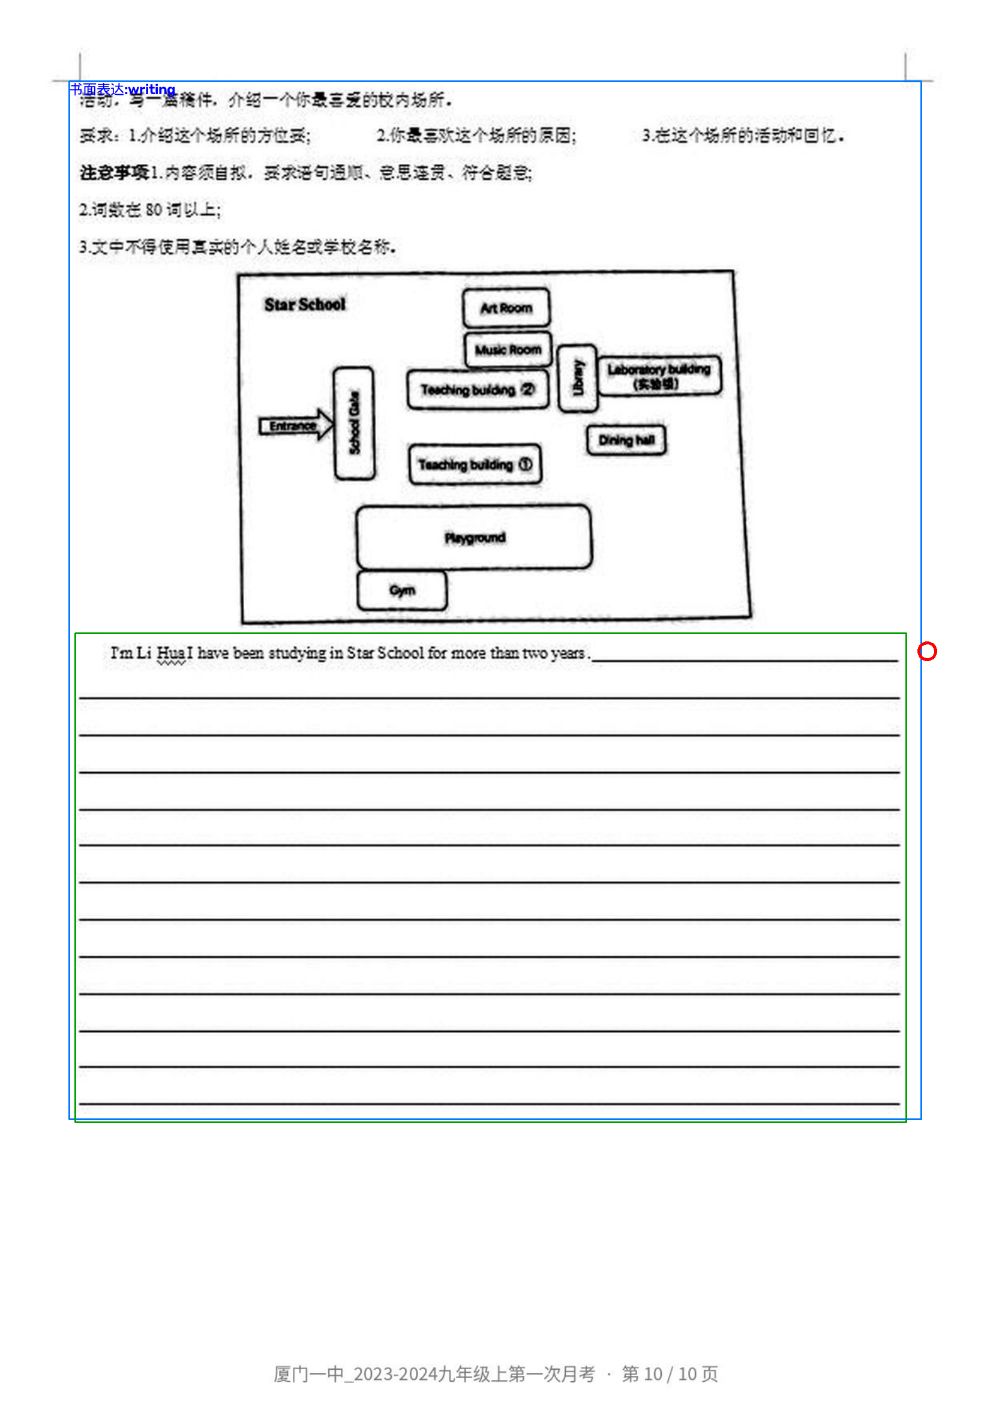 书面表达:writing
活动，写一篇稿件，介绍一个你最喜爱的校内场所。
要求：1.介绍这个场所的方位要; 2.你最喜欢这个场所的原因; 3.在这个场所的活动和回忆。
注意事项1.内容须自拟，要求语句通顺、意思连贯、符合题意;
2.词数在 80 词以上;
3.文中不得使用真实的个人姓名或学校名称。
Star School
Art Room
Music Room
Library
Laboratory building
(实验楼)
Teaching building ②
School Gate
Entrance
Dining hall
Teaching building ①
Playground
Gym
I'm Li Hua I have been studying in Star School for more than two years.
厦门一中_2023-2024九年级上第一次月考 · 第 10 / 10 页